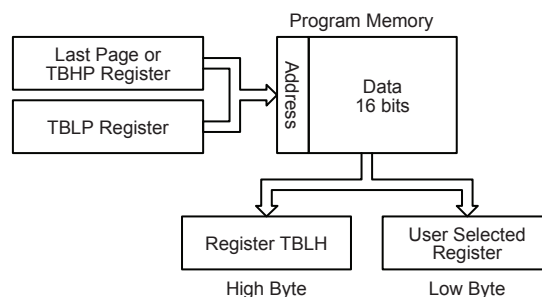 Program Memory
Last Page or
TBHP Register
TBLP Register
Address
Data
16 bits
Register TBLH
User Selected
Register
High Byte
Low Byte